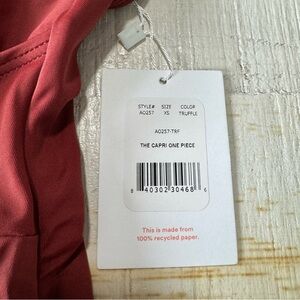 STYLE# SIZE COLOR
A0257 XS TRUFFLE
A0257-TRF
THE CAPRI ONE PIECE
8 40302 30468 6
This is made from
100% recycled paper.